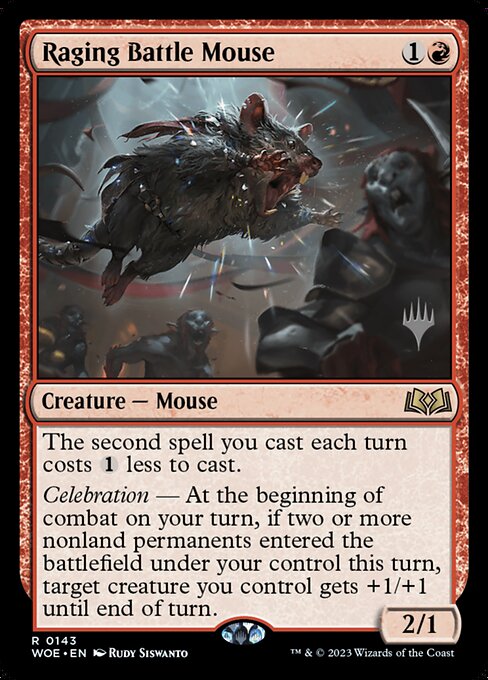 Raging Battle Mouse 1
Creature — Mouse
The second spell you cast each turn
costs 1 less to cast.
Celebration — At the beginning of
combat on your turn, if two or more
nonland permanents entered the
battlefield under your control this turn,
target creature you control gets +1/+1
until end of turn.
2/1
R 0143
WOE • EN Rudy Siswanto
™ & © 2023 Wizards of the Coast